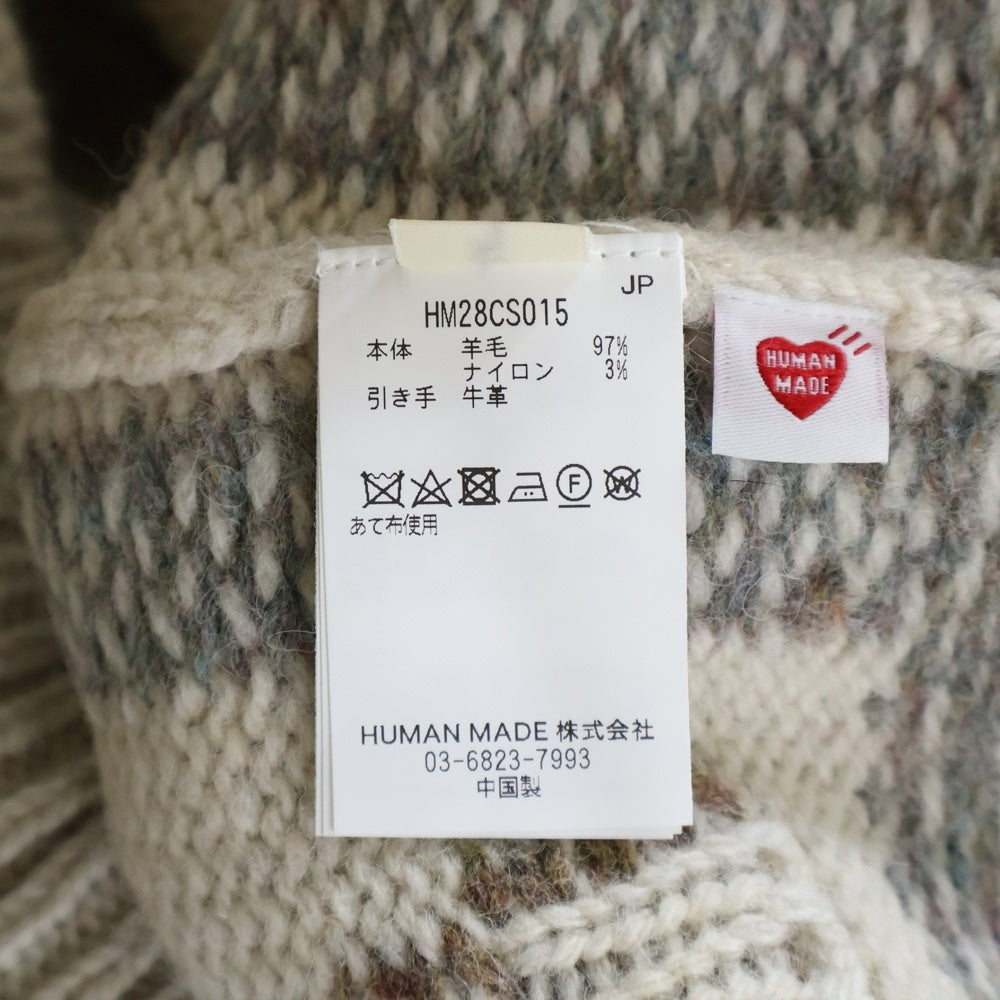 JP
HM28CS015
本体 羊毛 97%
ナイロン 3%
引き手 牛革
F W
あて布使用
HUMAN MADE 株式会社
03-6823-7993
中国製
HUMAN
MADE